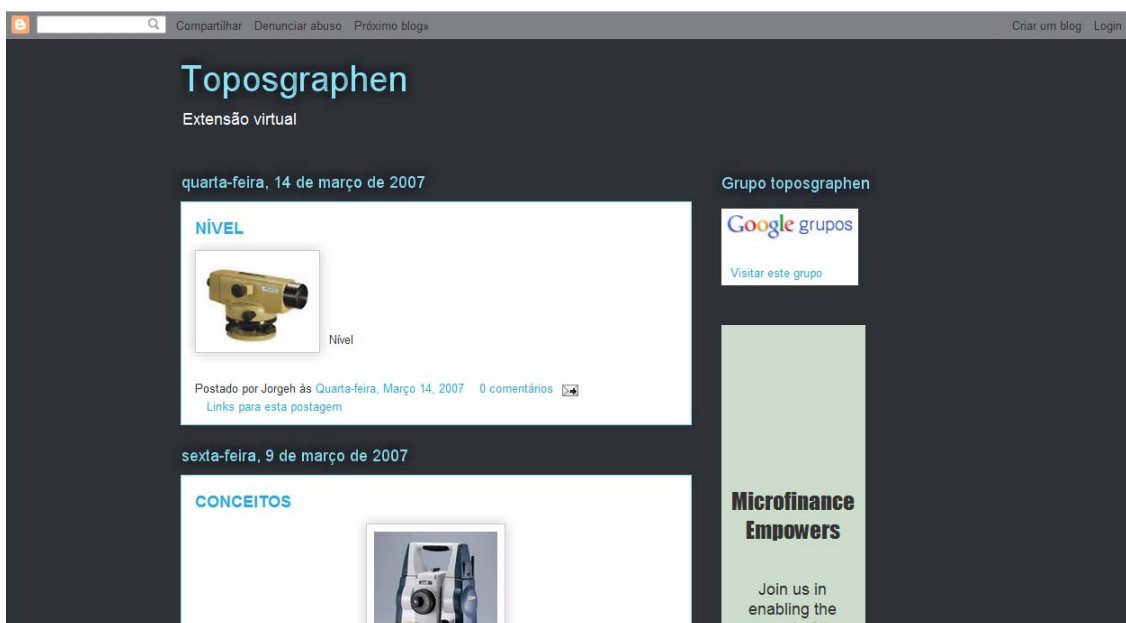 Compartilhar Denunciar abuso Próximo blog»
Criar um blog Login
Toposgraphen
Extensão virtual
quarta-feira, 14 de março de 2007
NÍVEL
Nível
Postado por Jorgeh às Quarta-feira, Março 14, 2007 0 comentários
Links para esta postagem
sexta-feira, 9 de março de 2007
CONCEITOS
Grupo toposgraphen
Google grupos
Visitar este grupo
Microfinance
Empowers
Join us in
enabling the